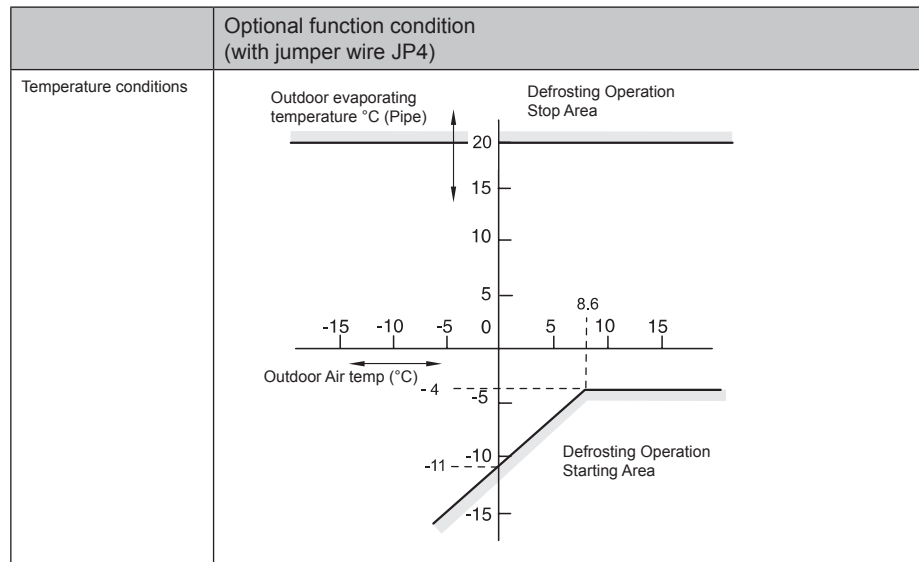 Optional function condition
(with jumper wire JP4)
Temperature conditions
Outdoor evaporating
temperature °C (Pipe)
Defrosting Operation
Stop Area
20
15
10
5
8.6
-15 -10 -5 0 5 10 15
Outdoor Air temp (°C)
- 4
-5
-10
-11
Defrosting Operation
Starting Area
-15